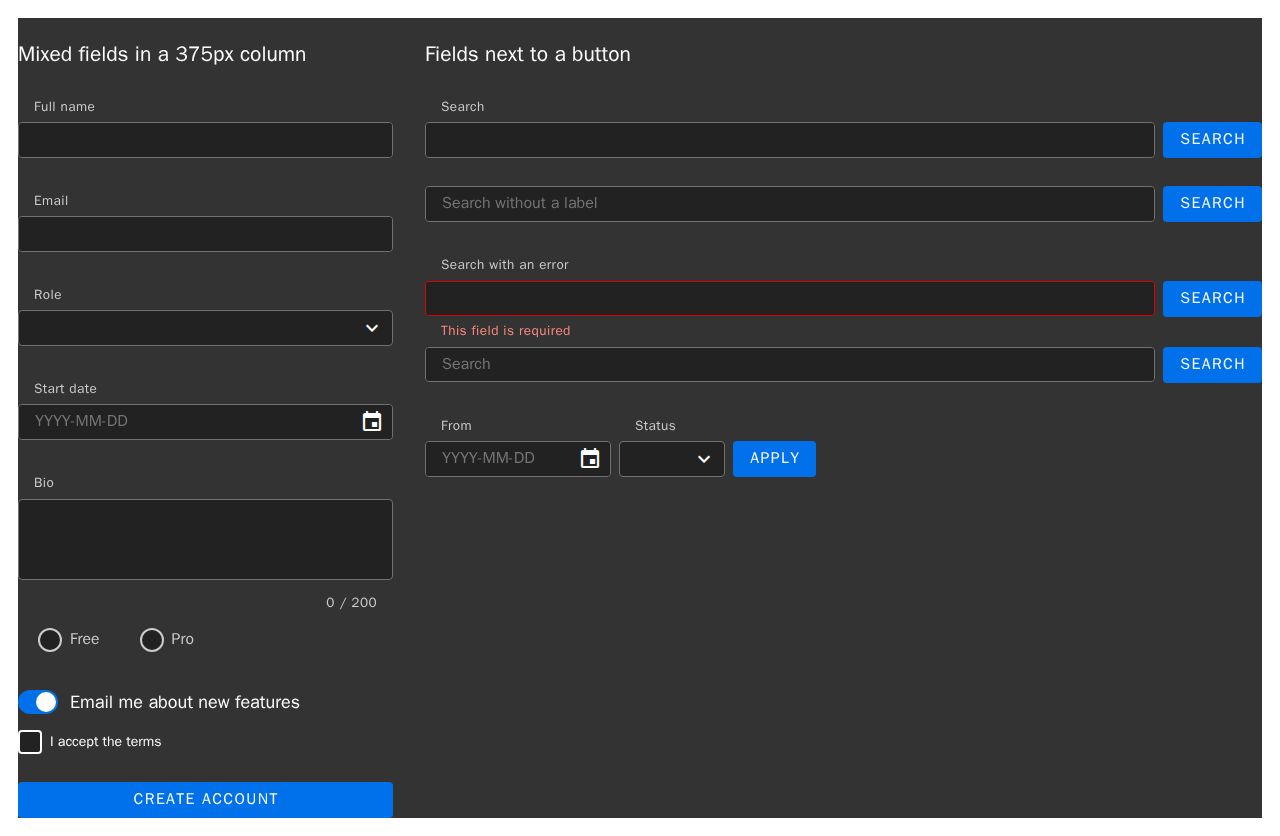 Mixed fields in a 375px column
Full name
Email
Role
Start date
YYYY-MM-DD
Bio
0 / 200
Free
Pro
Email me about new features
I accept the terms
CREATE ACCOUNT
Fields next to a button
Search
SEARCH
Search without a label
SEARCH
Search with an error
SEARCH
This field is required
Search
SEARCH
From
Status
YYYY-MM-DD
APPLY